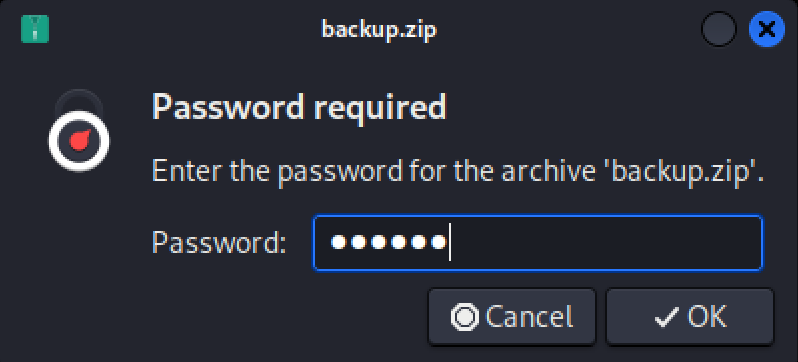 backup.zip
Password required
Enter the password for the archive 'backup.zip'.
Password: ●●●●●●
Cancel OK